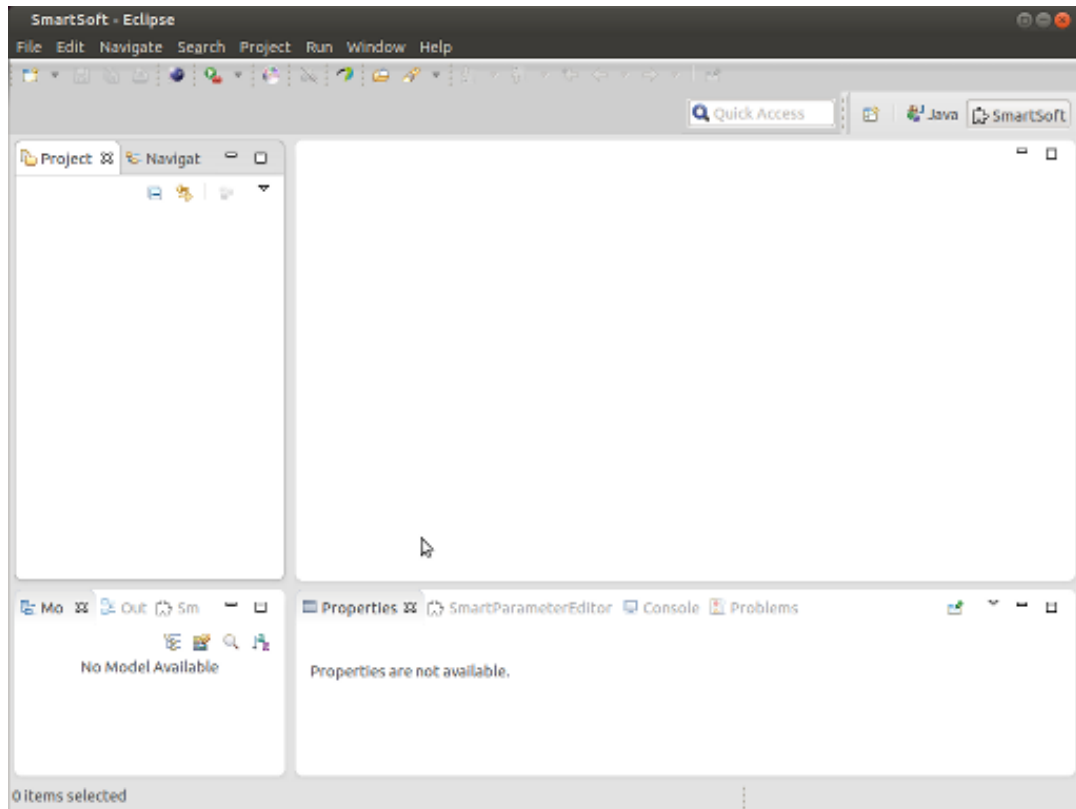 SmartSoft - Eclipse
File Edit Navigate Search Project Run Window Help
Quick Access Java SmartSoft
Project Navigat
Mo Out Sm
No Model Available
Properties SmartParameterEditor Console Problems
Properties are not available.
0 items selected